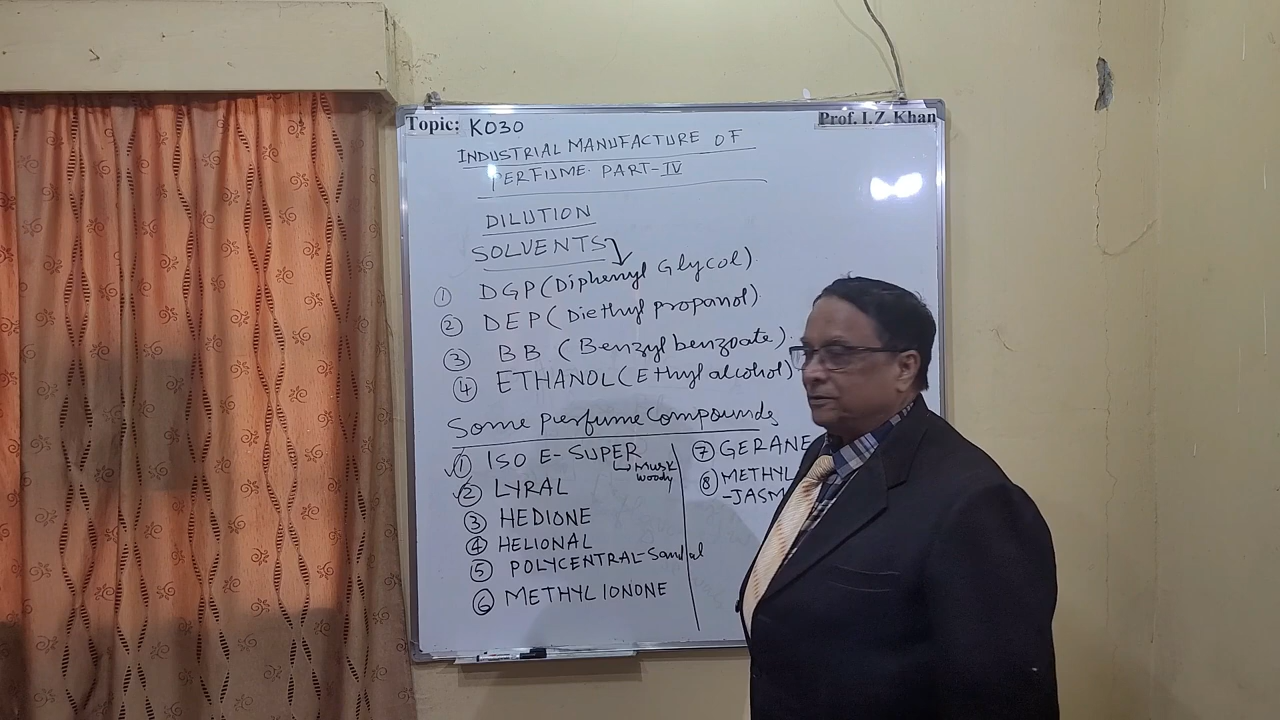 Topic: K030
Prof. I.Z Khan
INDUSTRIAL MANUFACTURE OF
PERFUME. PART-IV
DILUTION
SOLVENTS
① DGP (Diphenyl Glycol).
② DEP (Diethyl propanol)
③ BB (Benzyl benzoate).
④ ETHANOL (Ethyl alcohol)
Some Perfume Compounds
① ISO E-SUPER
Musk
Woody
② LYRAL
③ HEDIONE
④ HELIONAL
⑤ POLYCENTRAL-Sandal
⑥ METHYL IONONE
⑦ GERANE
⑧ METHYL
-JASM